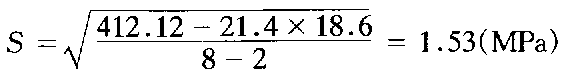 S = √((412.12 − 21.4 × 18.6) / (8 − 2)) = 1.53(MPa)